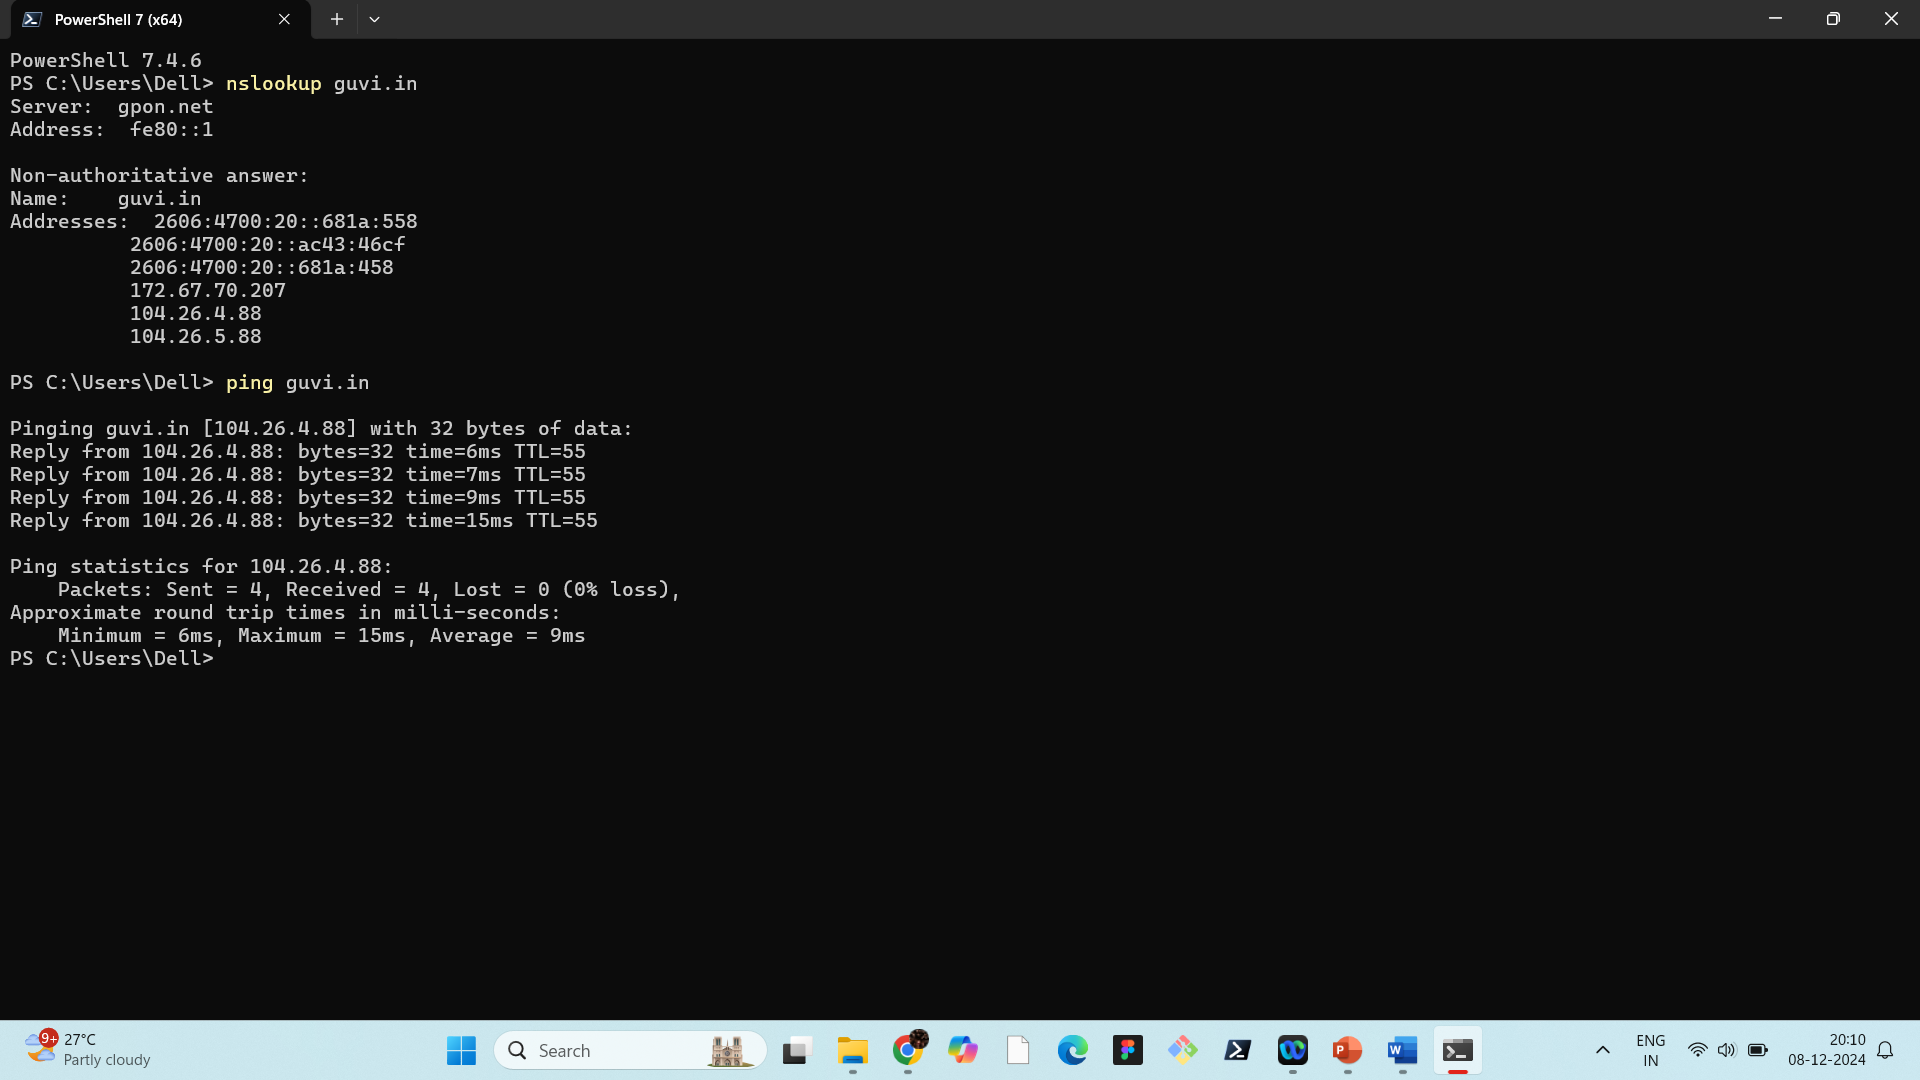 PowerShell 7 (x64)
PowerShell 7.4.6
PS C:\Users\Dell> nslookup guvi.in
Server:  gpon.net
Address:  fe80::1
Non-authoritative answer:
Name:    guvi.in
Addresses:  2606:4700:20::681a:558
2606:4700:20::ac43:46cf
2606:4700:20::681a:458
172.67.70.207
104.26.4.88
104.26.5.88
PS C:\Users\Dell> ping guvi.in
Pinging guvi.in [104.26.4.88] with 32 bytes of data:
Reply from 104.26.4.88: bytes=32 time=6ms TTL=55
Reply from 104.26.4.88: bytes=32 time=7ms TTL=55
Reply from 104.26.4.88: bytes=32 time=9ms TTL=55
Reply from 104.26.4.88: bytes=32 time=15ms TTL=55
Ping statistics for 104.26.4.88:
Packets: Sent = 4, Received = 4, Lost = 0 (0% loss),
Approximate round trip times in milli-seconds:
Minimum = 6ms, Maximum = 15ms, Average = 9ms
PS C:\Users\Dell>
9+ 27°C
Partly cloudy
Search
P
W
ENG
IN
20:10
08-12-2024